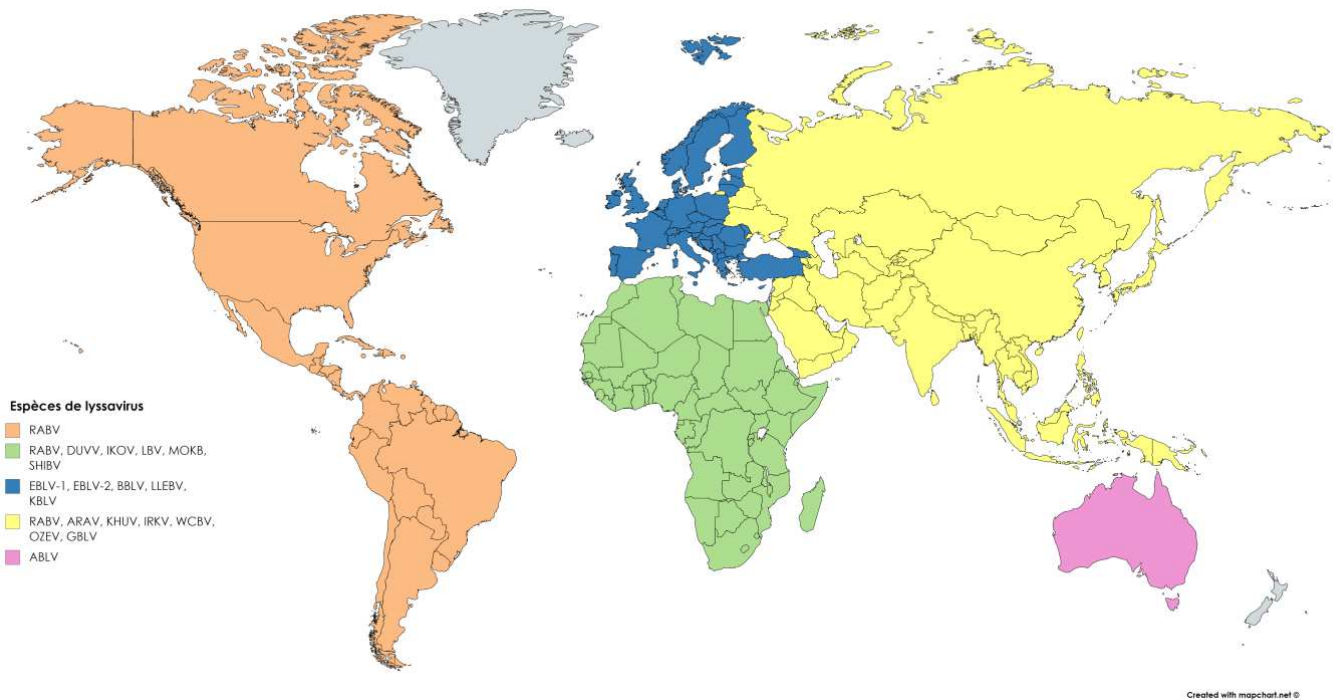 Espèces de lyssavirus
RABV
RABV, DUVV, IKOV, LBV, MOKB,
SHIBV
EBLV-1, EBLV-2, BBLV, LLEBV,
KBLV
RABV, ARAV, KHUV, IRKV, WCBV,
OZEV, GBLV
ABLV
Created with mapchart.net ©